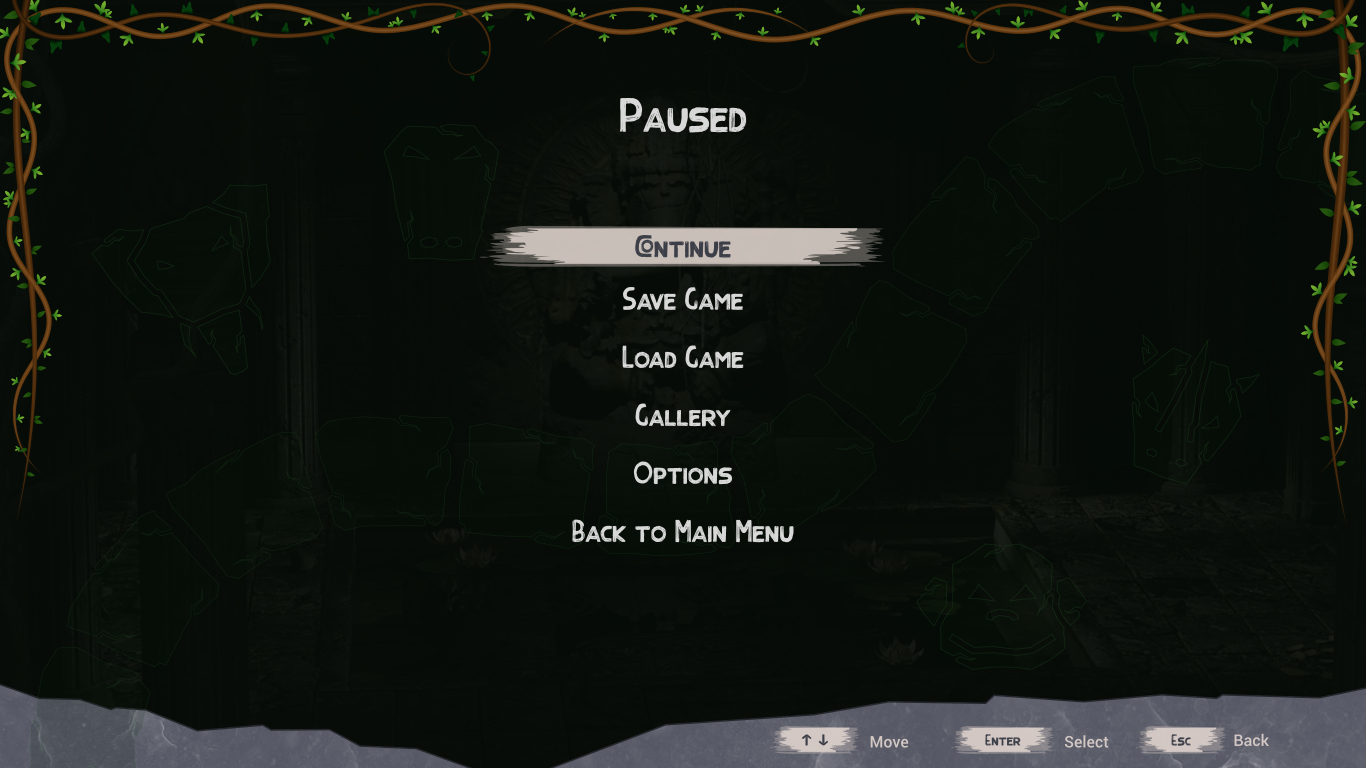 Paused
Continue
Save Game
Load Game
Gallery
Options
Back to Main Menu
↑ ↓ Move Enter Select Esc Back